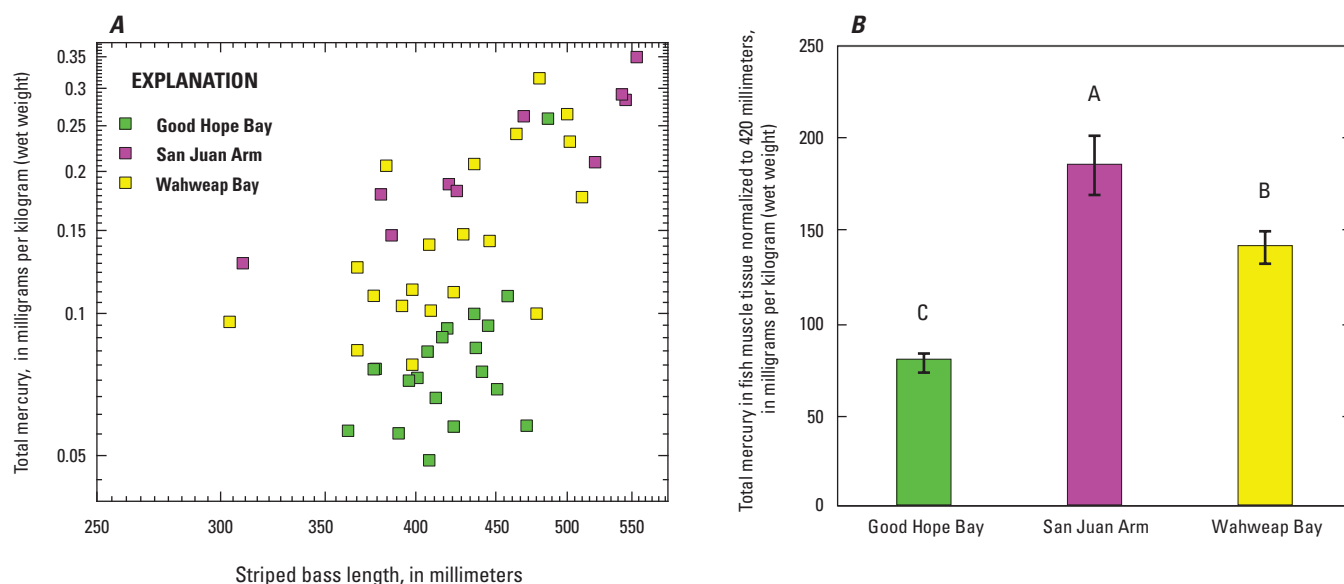 A
Total mercury, in milligrams per kilogram (wet weight)
0.35
0.3
0.25
0.2
0.15
0.1
0.05
EXPLANATION
Good Hope Bay
San Juan Arm
Wahweap Bay
250 300 350 400 450 500 550
Striped bass length, in millimeters
B
Total mercury in fish muscle tissue normalized to 420 millimeters,
in milligrams per kilogram (wet weight)
250
200
150
100
50
0
C
A
B
Good Hope Bay San Juan Arm Wahweap Bay